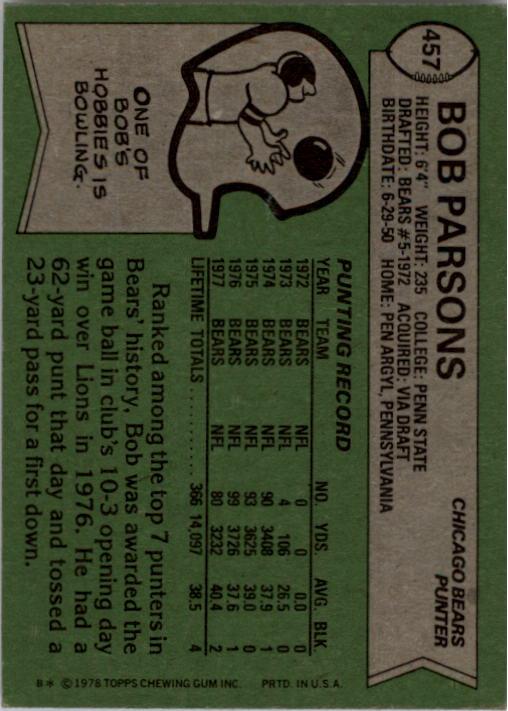 457
BOB PARSONS
CHICAGO BEARS
PUNTER
HEIGHT: 6'4" WEIGHT: 235 COLLEGE: PENN STATE
DRAFTED: BEARS #5-1972 ACQUIRED: VIA DRAFT
BIRTHDATE: 6-29-50 HOME: PEN ARGYL, PENNSYLVANIA
ONE OF
BOB'S
HOBBIES IS
BOWLING.
PUNTING RECORD
YEAR TEAM NO. YDS. AVG. BLK.
1972 BEARS NFL 0 0 0.0 0
1973 BEARS NFL 4 106 26.5 0
1974 BEARS NFL 90 3408 37.9 1
1975 BEARS NFL 93 3625 39.0 0
1976 BEARS NFL 99 3726 37.6 1
1977 BEARS NFL 80 3232 40.4 2
LIFETIME TOTALS .......... 366 14,097 38.5 4
Ranked among the top 7 punters in
Bears' history, Bob was awarded the
game ball in club's 10-3 opening day
win over Lions in 1976. He had a
62-yard punt that day and tossed a
23-yard pass for a first down.
B* © 1978 TOPPS CHEWING GUM INC. PRTD. IN U.S.A.